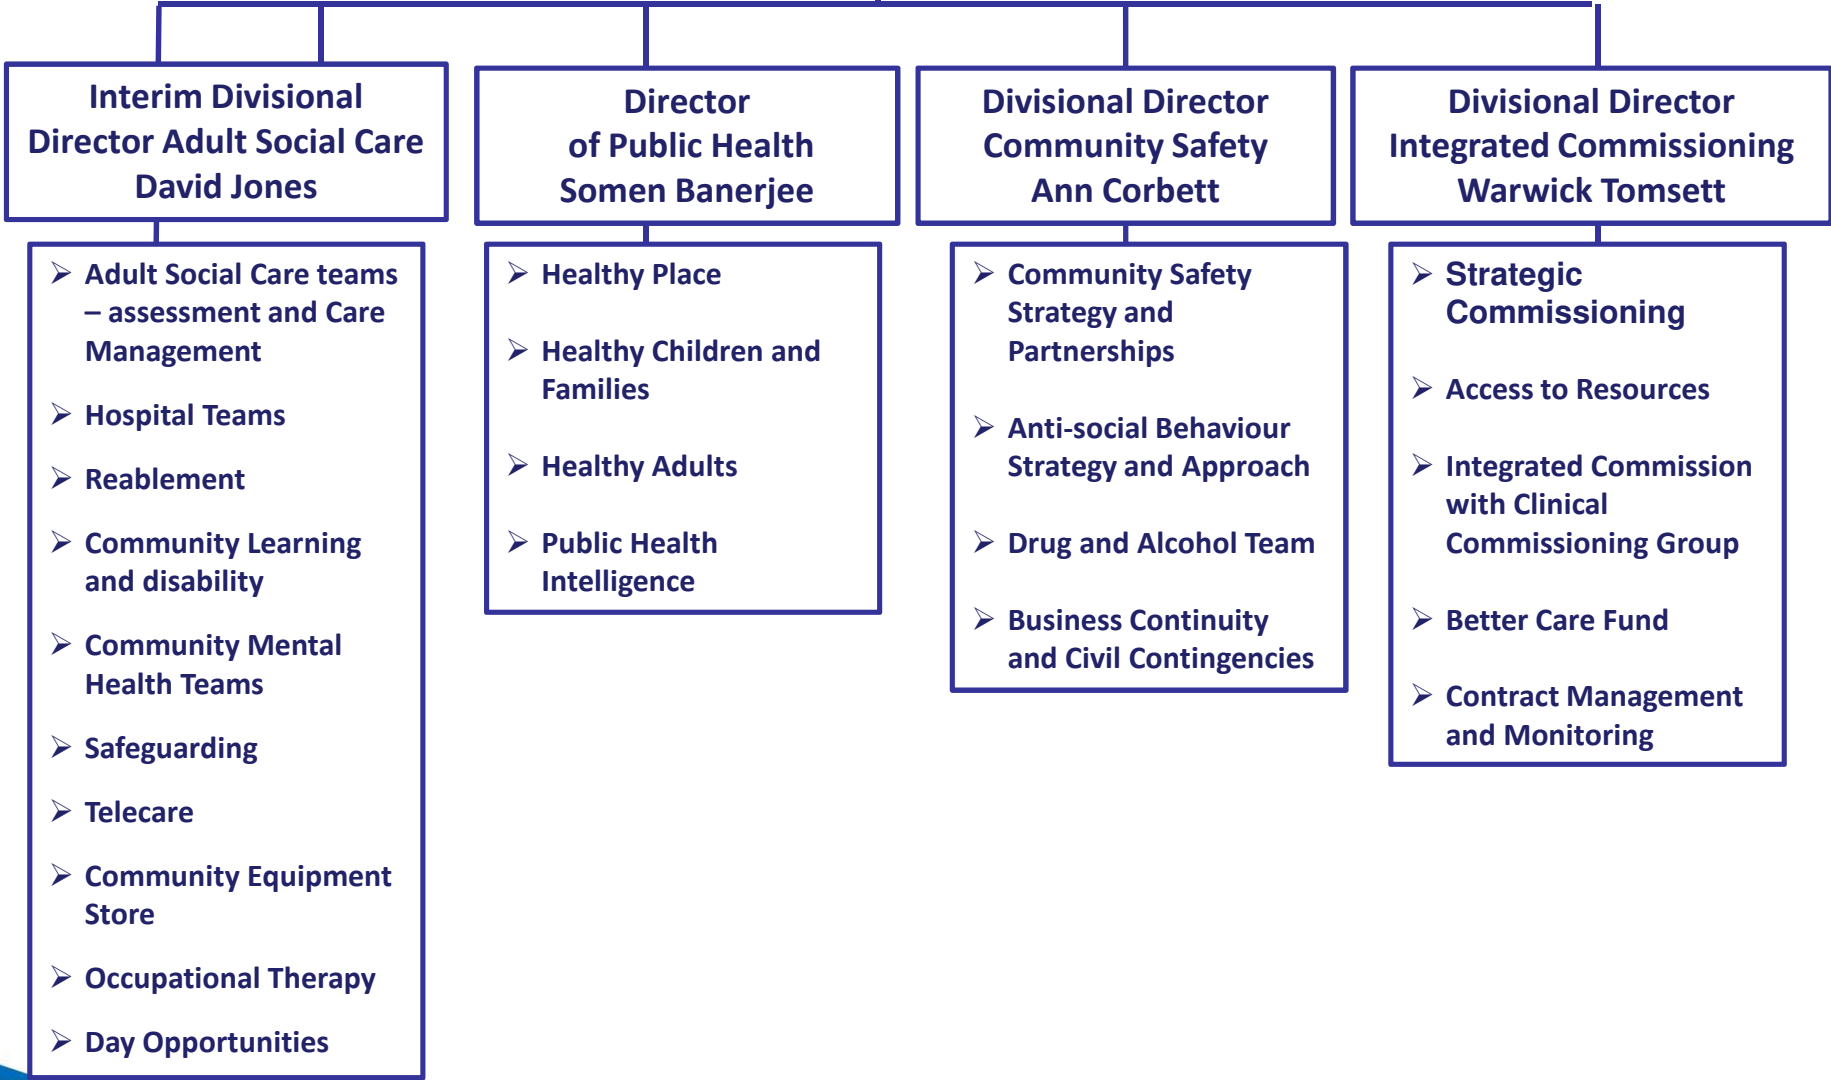 Interim Divisional
Director Adult Social Care
David Jones
➢ Adult Social Care teams
– assessment and Care
Management
➢ Hospital Teams
➢ Reablement
➢ Community Learning
and disability
➢ Community Mental
Health Teams
➢ Safeguarding
➢ Telecare
➢ Community Equipment
Store
➢ Occupational Therapy
➢ Day Opportunities
Director
of Public Health
Somen Banerjee
➢ Healthy Place
➢ Healthy Children and
Families
➢ Healthy Adults
➢ Public Health
Intelligence
Divisional Director
Community Safety
Ann Corbett
➢ Community Safety
Strategy and
Partnerships
➢ Anti-social Behaviour
Strategy and Approach
➢ Drug and Alcohol Team
➢ Business Continuity
and Civil Contingencies
Divisional Director
Integrated Commissioning
Warwick Tomsett
➢ Strategic
Commissioning
➢ Access to Resources
➢ Integrated Commission
with Clinical
Commissioning Group
➢ Better Care Fund
➢ Contract Management
and Monitoring